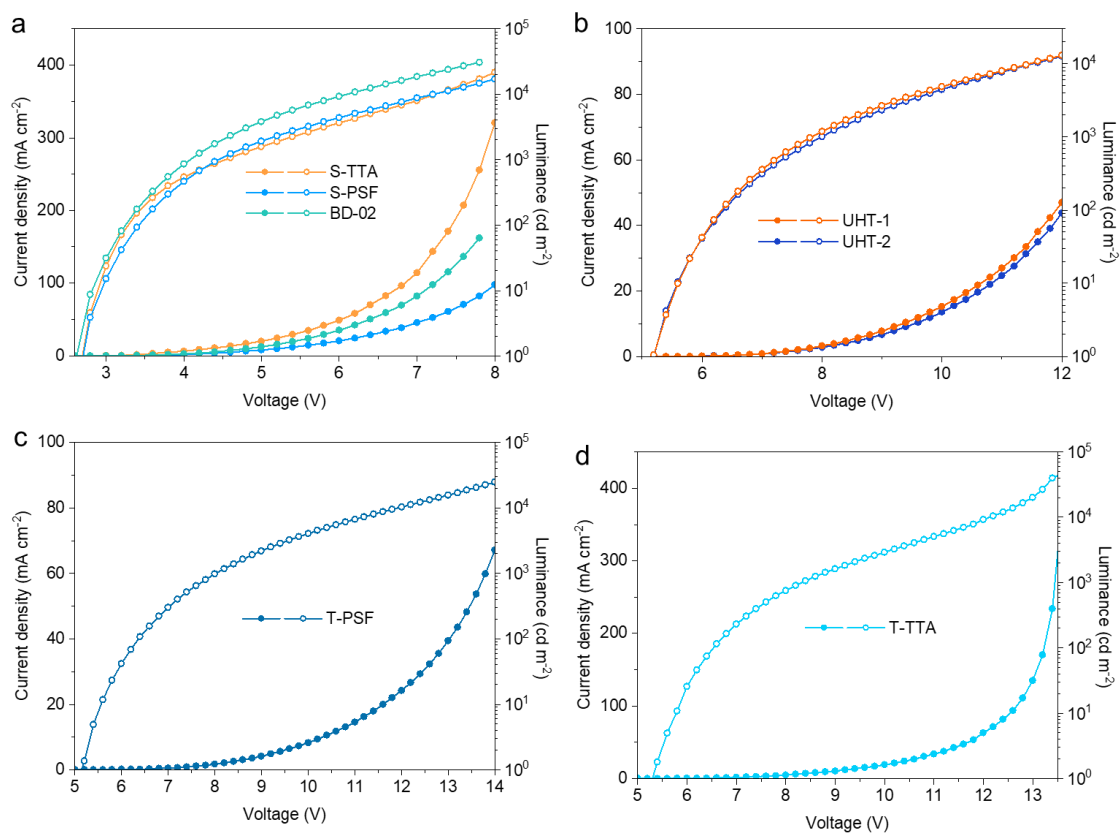 a
Current density (mA cm⁻²)
400
300
200
100
0
10⁵
10⁴
10³
10²
10¹
10⁰
Luminance (cd m⁻²)
S-TTA
S-PSF
BD-02
3 4 5 6 7 8
Voltage (V)
b
Current density (mA cm⁻²)
100
80
60
40
20
0
10⁴
10³
10²
10¹
10⁰
Luminance (cd m⁻²)
UHT-1
UHT-2
6 8 10 12
Voltage (V)
c
Current density (mA cm⁻²)
100
80
60
40
20
0
10⁵
10⁴
10³
10²
10¹
10⁰
Luminance (cd m⁻²)
T-PSF
5 6 7 8 9 10 11 12 13 14
Voltage (V)
d
Current density (mA cm⁻²)
400
300
200
100
0
10⁵
10⁴
10³
10²
10¹
10⁰
Luminance (cd m⁻²)
T-TTA
5 6 7 8 9 10 11 12 13
Voltage (V)